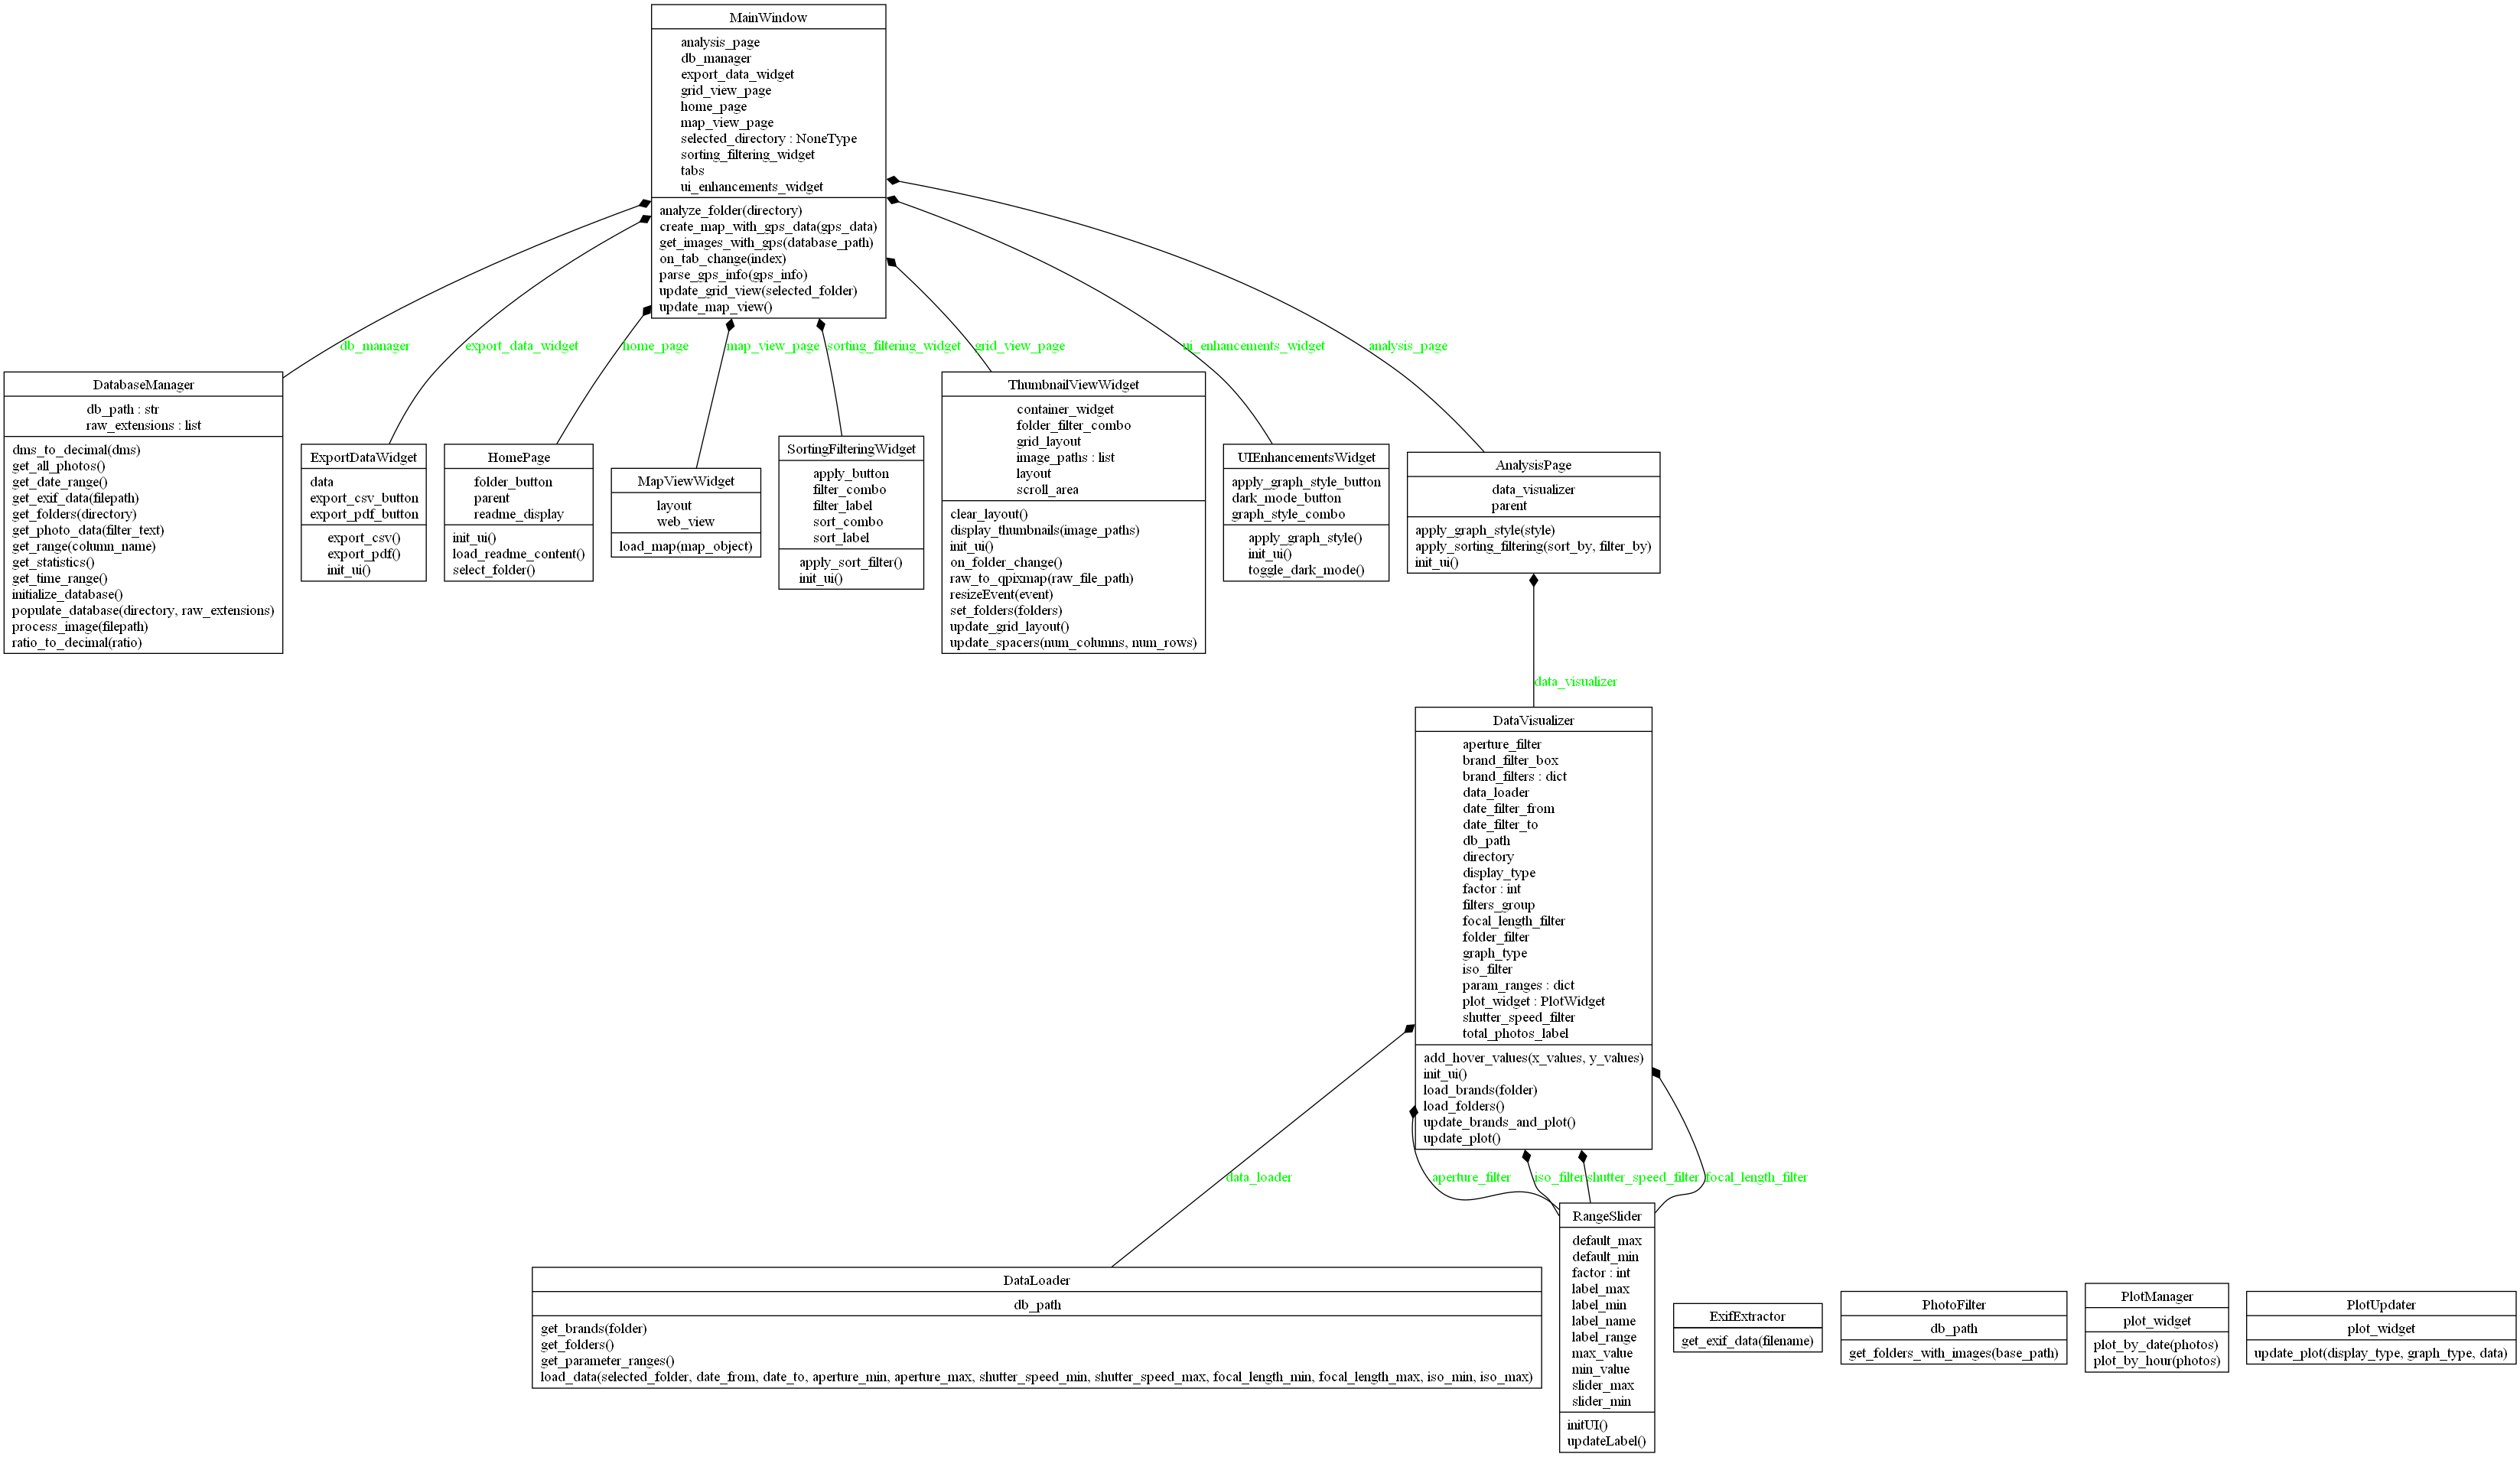 MainWindow
analysis_page
db_manager
export_data_widget
grid_view_page
home_page
map_view_page
selected_directory : NoneType
sorting_filtering_widget
tabs
ui_enhancements_widget
analyze_folder(directory)
create_map_with_gps_data(gps_data)
get_images_with_gps(database_path)
on_tab_change(index)
parse_gps_info(gps_info)
update_grid_view(selected_folder)
update_map_view()
db_manager
export_data_widget
home_page
map_view_page
sorting_filtering_widget
grid_view_page
ui_enhancements_widget
analysis_page
DatabaseManager
db_path : str
raw_extensions : list
dms_to_decimal(dms)
get_all_photos()
get_date_range()
get_exif_data(filepath)
get_folders(directory)
get_photo_data(filter_text)
get_range(column_name)
get_statistics()
get_time_range()
initialize_database()
populate_database(directory, raw_extensions)
process_image(filepath)
ratio_to_decimal(ratio)
ExportDataWidget
data
export_csv_button
export_pdf_button
export_csv()
export_pdf()
init_ui()
HomePage
folder_button
parent
readme_display
init_ui()
load_readme_content()
select_folder()
MapViewWidget
layout
web_view
load_map(map_object)
SortingFilteringWidget
apply_button
filter_combo
filter_label
sort_combo
sort_label
apply_sort_filter()
init_ui()
ThumbnailViewWidget
container_widget
folder_filter_combo
grid_layout
image_paths : list
layout
scroll_area
clear_layout()
display_thumbnails(image_paths)
init_ui()
on_folder_change()
raw_to_qpixmap(raw_file_path)
resizeEvent(event)
set_folders(folders)
update_grid_layout()
update_spacers(num_columns, num_rows)
UIEnhancementsWidget
apply_graph_style_button
dark_mode_button
graph_style_combo
apply_graph_style()
init_ui()
toggle_dark_mode()
AnalysisPage
data_visualizer
parent
apply_graph_style(style)
apply_sorting_filtering(sort_by, filter_by)
init_ui()
data_visualizer
DataVisualizer
aperture_filter
brand_filter_box
brand_filters : dict
data_loader
date_filter_from
date_filter_to
db_path
directory
display_type
factor : int
filters_group
focal_length_filter
folder_filter
graph_type
iso_filter
param_ranges : dict
plot_widget : PlotWidget
shutter_speed_filter
total_photos_label
add_hover_values(x_values, y_values)
init_ui()
load_brands(folder)
load_folders()
update_brands_and_plot()
update_plot()
data_loader
aperture_filter
iso_filter
shutter_speed_filter
focal_length_filter
DataLoader
db_path
get_brands(folder)
get_folders()
get_parameter_ranges()
load_data(selected_folder, date_from, date_to, aperture_min, aperture_max, shutter_speed_min, shutter_speed_max, focal_length_min, focal_length_max, iso_min, iso_max)
RangeSlider
default_max
default_min
factor : int
label_max
label_min
label_name
label_range
max_value
min_value
slider_max
slider_min
initUI()
updateLabel()
ExifExtractor
get_exif_data(filename)
PhotoFilter
db_path
get_folders_with_images(base_path)
PlotManager
plot_widget
plot_by_date(photos)
plot_by_hour(photos)
PlotUpdater
plot_widget
update_plot(display_type, graph_type, data)